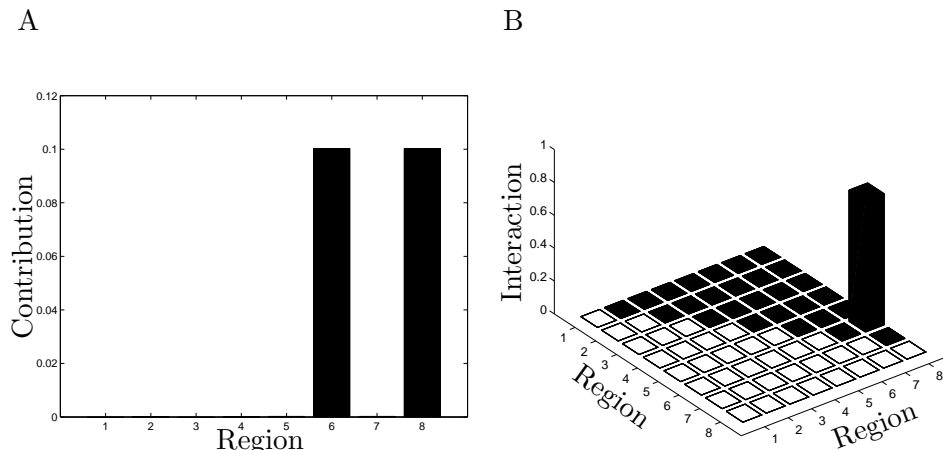 A
B
0.12
0.1
0.08
0.06
0.04
0.02
0
Contribution
1 2 3 4 5 6 7 8
Region
1
0.8
0.6
0.4
0.2
0
Interaction
1 2 3 4 5 6 7 8
Region
1 2 3 4 5 6 7 8
Region